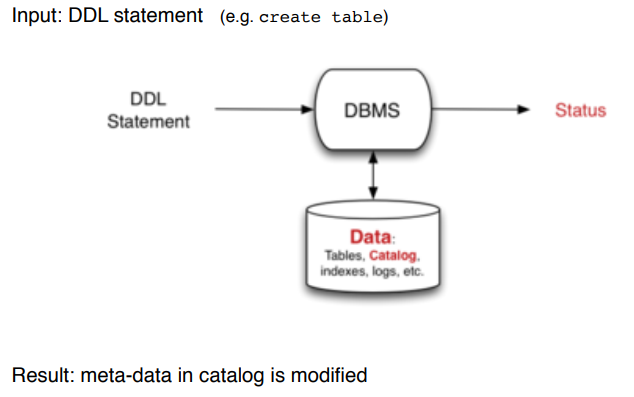 Input: DDL statement (e.g. create table)
DDL
Statement
DBMS
Status
Data:
Tables, Catalog,
indexes, logs, etc.
Result: meta-data in catalog is modified